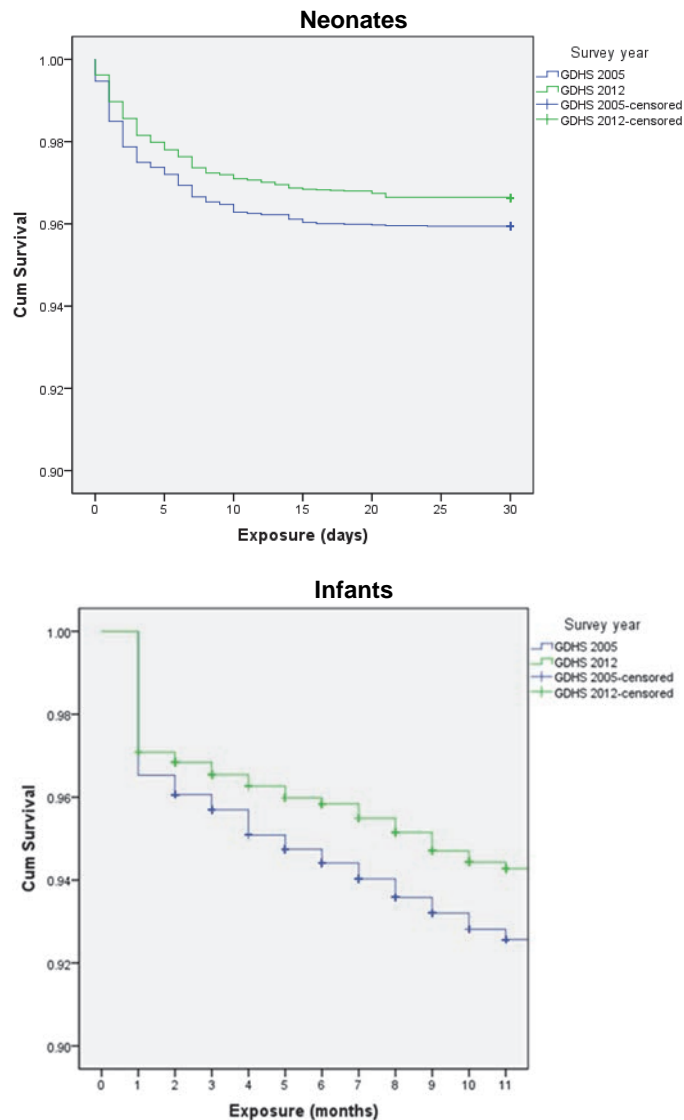 Neonates
Survey year
GDHS 2005
GDHS 2012
GDHS 2005-censored
GDHS 2012-censored
1.00
0.98
0.96
0.94
0.92
0.90
Cum Survival
0 5 10 15 20 25 30
Exposure (days)
Infants
Survey year
GDHS 2005
GDHS 2012
GDHS 2005-censored
GDHS 2012-censored
1.00
0.98
0.96
0.94
0.92
0.90
Cum Survival
0 1 2 3 4 5 6 7 8 9 10 11
Exposure (months)